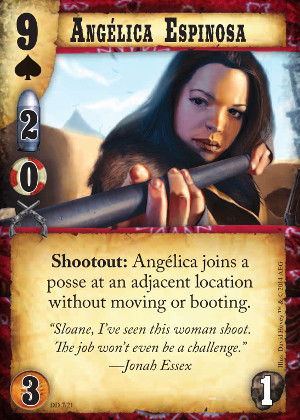 9
ANGÉLICA ESPINOSA
2
0
Shootout: Angélica joins a
posse at an adjacent location
without moving or booting.
“Sloane, I’ve seen this woman shoot.
The job won’t even be a challenge.”
—Jonah Essex
3
1